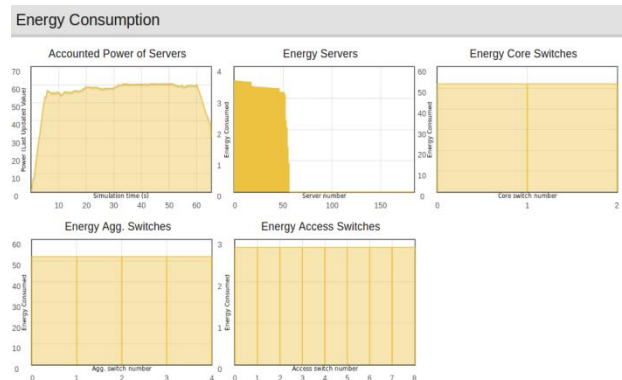 Energy Consumption
Accounted Power of Servers
Energy Servers
Energy Core Switches
70
60
50
40
30
20
10
0
Power (Last Updated Value)
Simulation time (s)
10 20 30 40 50 60
4
3
2
1
0
Energy Consumed
Server number
0 50 100 150
60
50
40
30
20
10
0
Energy Consumed
Core switch number
0 1 2
Energy Agg. Switches
Energy Access Switches
60
50
40
30
20
10
0
Energy Consumed
Agg. switch number
0 1 2 3 4
3
2
1
0
Energy Consumed
Access switch number
0 1 2 3 4 5 6 7 8